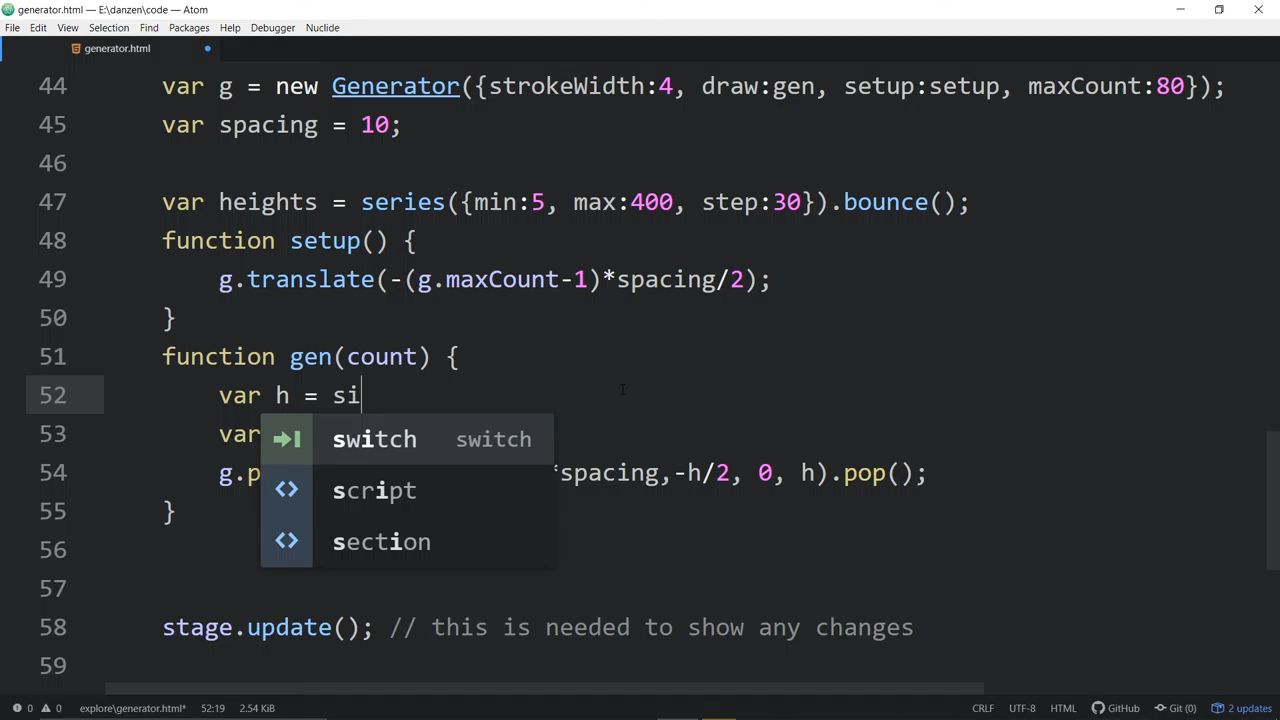 generator.html — E:\danzen\code — Atom
File Edit View Selection Find Packages Help Debugger Nuclide
generator.html
44 var g = new Generator({strokeWidth:4, draw:gen, setup:setup, maxCount:80});
45 var spacing = 10;
46
47 var heights = series({min:5, max:400, step:30}).bounce();
48 function setup() {
49 g.translate(-(g.maxCount-1)*spacing/2);
50 }
51 function gen(count) {
52 var h = si
53 var
switch switch
54 g.p *spacing,-h/2, 0, h).pop();
script
55 }
section
56
57
58 stage.update(); // this is needed to show any changes
59
0 0 explore\generator.html* 52:19 2.54 KiB CRLF UTF-8 HTML GitHub Git (0) 2 updates